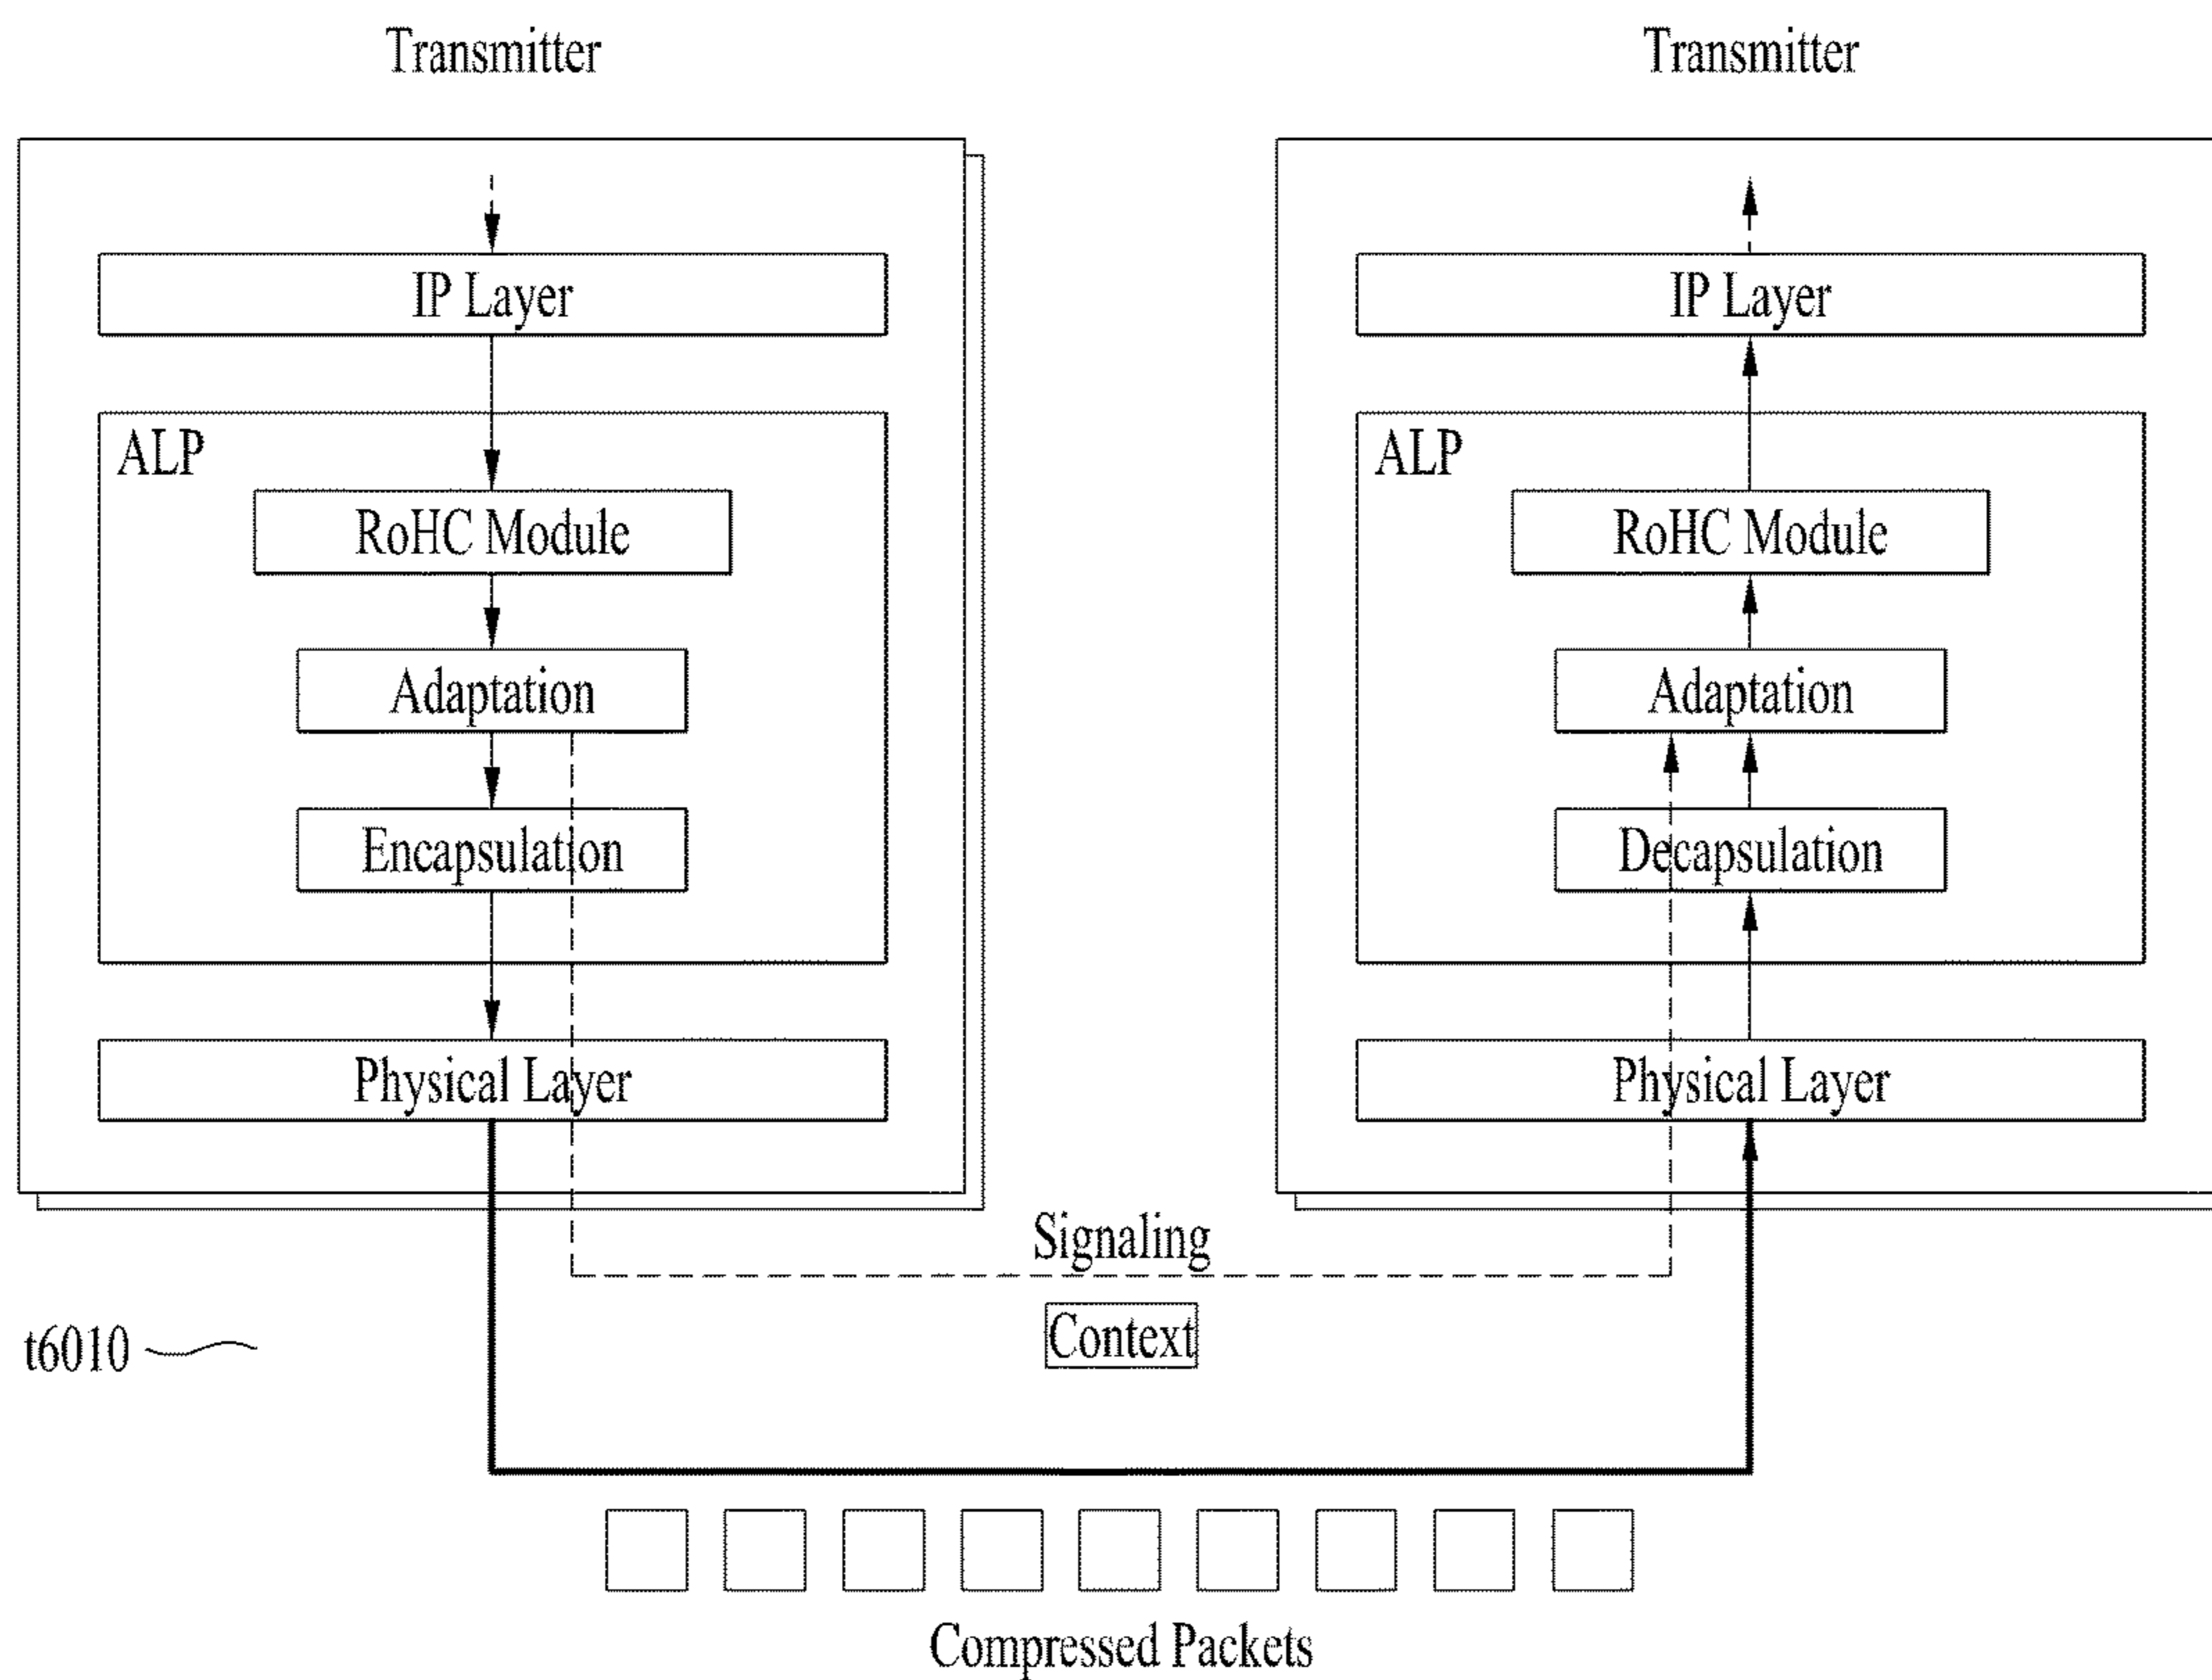 Transmitter
IP Layer
ALP
RoHC Module
Adaptation
Encapsulation
Physical Layer
Transmitter
IP Layer
ALP
RoHC Module
Adaptation
Decapsulation
Physical Layer
Signaling
Context
t6010
Compressed Packets